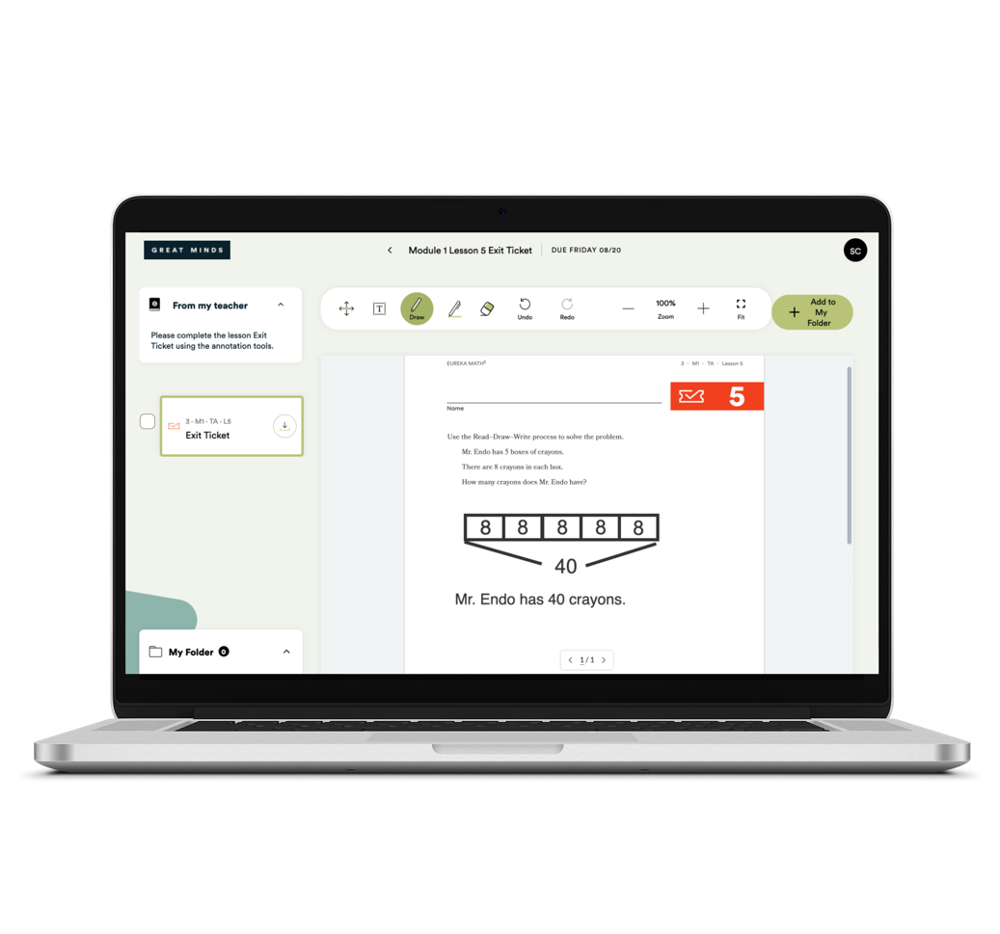 GREAT MINDS
Module 1 Lesson 5 Exit Ticket
DUE FRIDAY 08/20
SC
From my teacher
Please complete the lesson Exit
Ticket using the annotation tools.
T
Draw
Undo
Redo
100%
Zoom
Fit
Add to
My
Folder
3 - M1 - TA - L5
Exit Ticket
EUREKA MATH²
3 · M1 · TA · Lesson 5
Name
5
Use the Read–Draw–Write process to solve the problem.
Mr. Endo has 5 boxes of crayons.
There are 8 crayons in each box.
How many crayons does Mr. Endo have?
8 8 8 8 8
40
Mr. Endo has 40 crayons.
My Folder 0
1/1